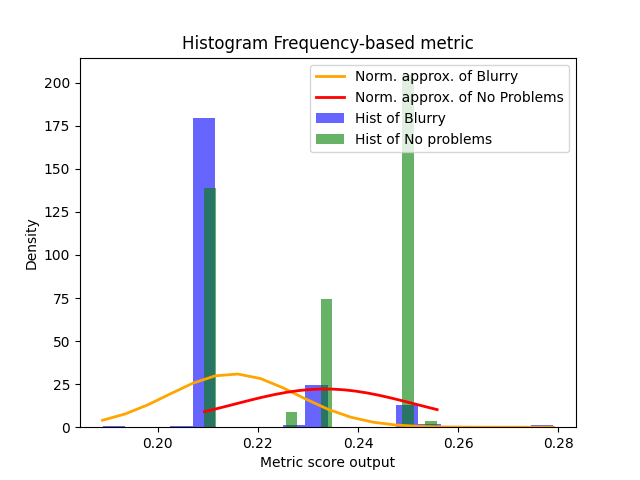 Histogram Frequency-based metric
Norm. approx. of Blurry
Norm. approx. of No Problems
Hist of Blurry
Hist of No problems
Density
200
175
150
125
100
75
50
25
0
0.20 0.22 0.24 0.26 0.28
Metric score output